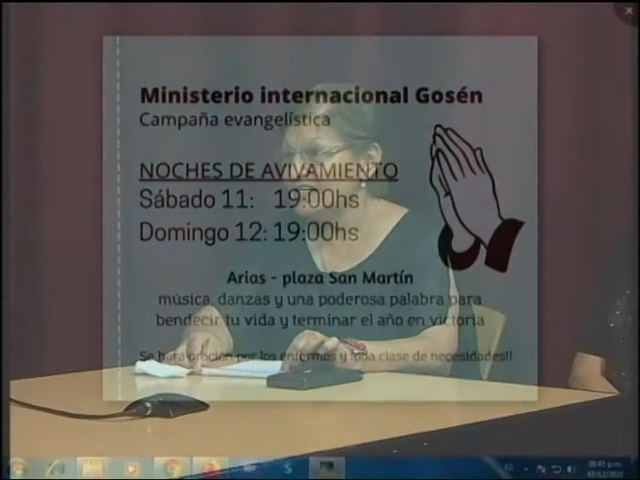 Ministerio internacional Gosén
Campaña evangelística
NOCHES DE AVIVAMIENTO
Sábado 11: 19:00hs
Domingo 12: 19:00hs
Arias - plaza San Martín
música, danzas y una poderosa palabra para
bendecir tu vida y terminar el año en victoria
Se hará oración por los enfermos y toda clase de necesidades!!